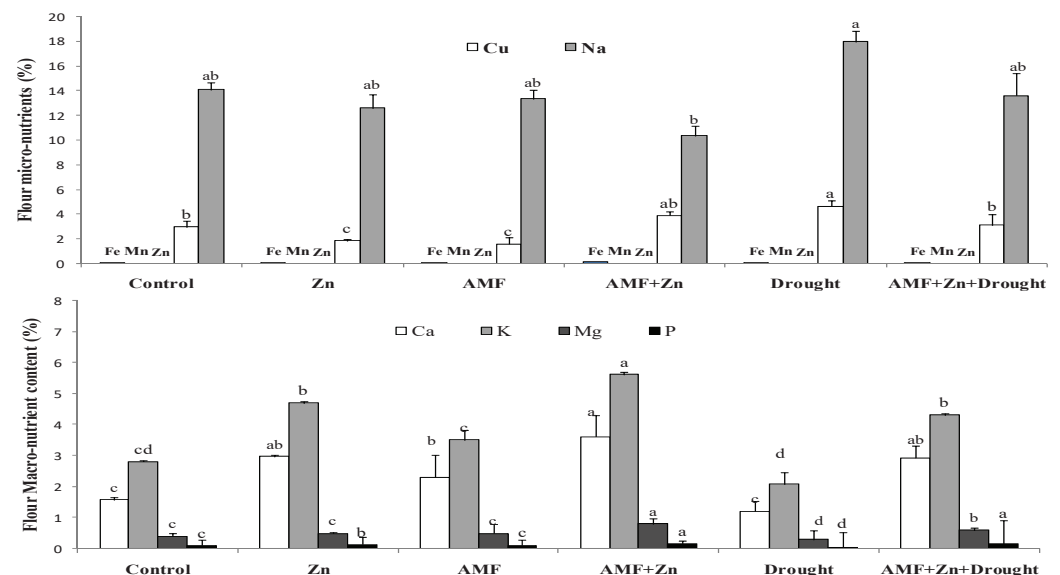 Flour micro-nutrients (%)
20
18
16
14
12
10
8
6
4
2
0
Cu Na
b ab
c ab
c ab
ab b
a a
b ab
Fe Mn Zn Fe Mn Zn Fe Mn Zn Fe Mn Zn Fe Mn Zn Fe Mn Zn
Control Zn AMF AMF+Zn Drought AMF+Zn+Drought
Flour Macro-nutrient content (%)
8
7
6
5
4
3
2
1
0
Ca K Mg P
c cd c c
ab b c b
b c c c
a a a a
c d d d
ab b b a
Control Zn AMF AMF+Zn Drought AMF+Zn+Drought